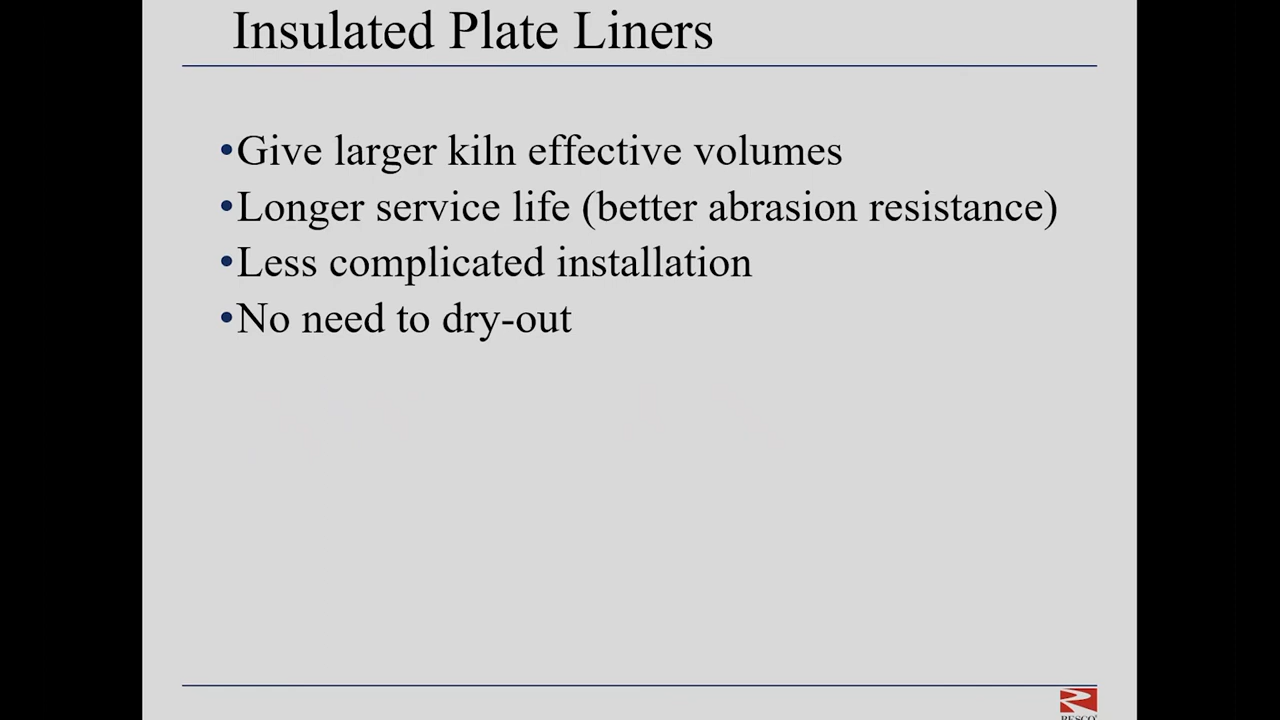 Insulated Plate Liners
•Give larger kiln effective volumes
•Longer service life (better abrasion resistance)
•Less complicated installation
•No need to dry-out
RESCO